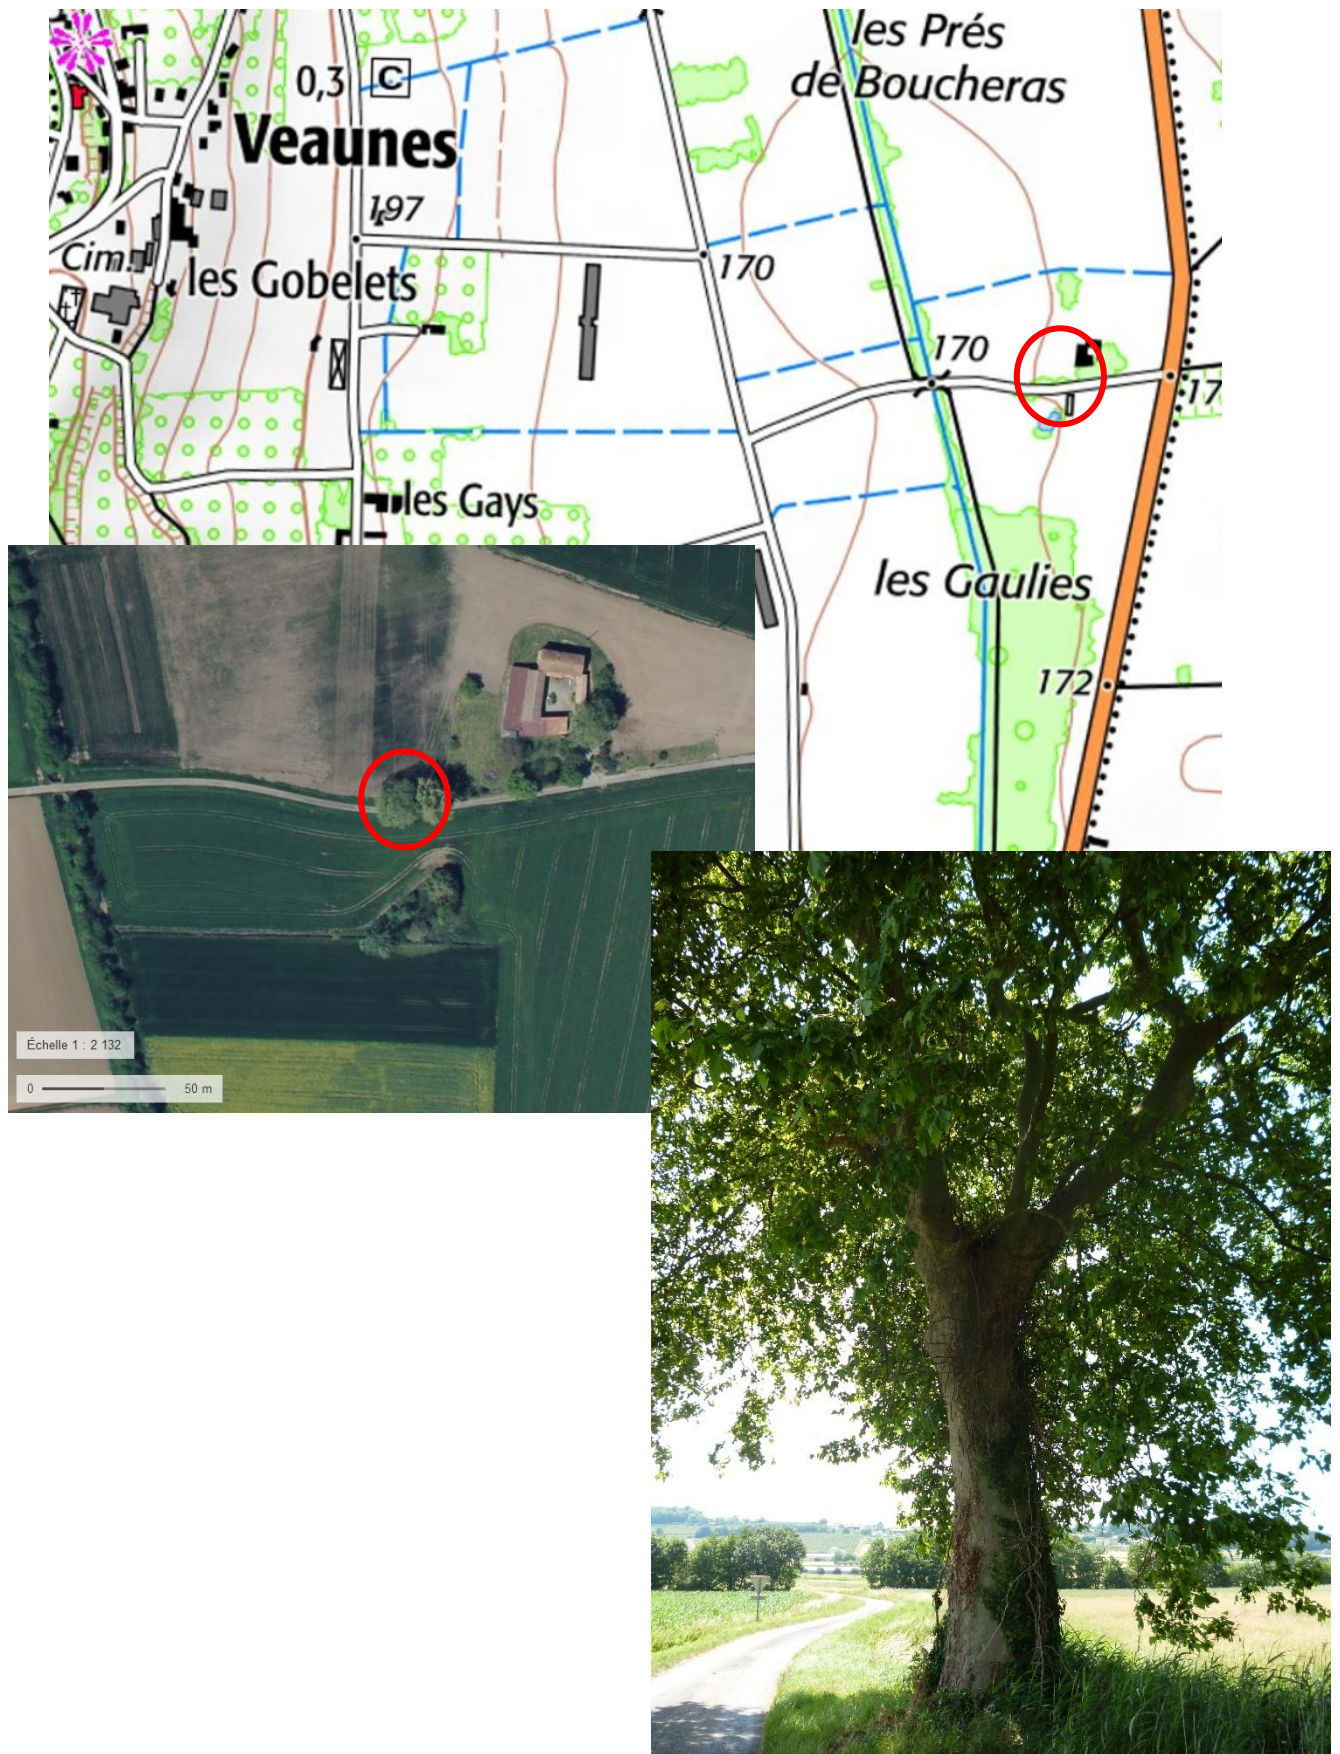 les Prés
de Boucheras
0,3 C
Veaunes
197
Cim.
les Gobelets
170
170
17
les Gays
les Gaulies
172
Échelle 1 : 2 132
0 50 m